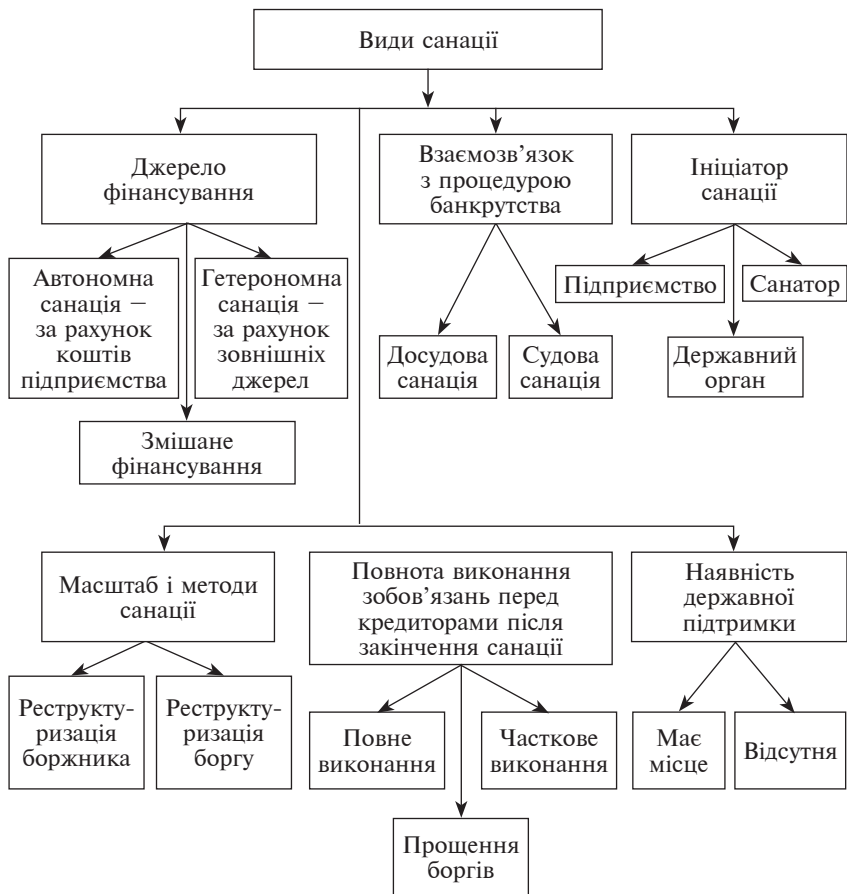 Види санації
Джерело
фінансування
Взаємозв'язок
з процедурою
банкрутства
Ініціатор
санації
Автономна
санація –
за рахунок
коштів
підприємства
Гетерономна
санація –
за рахунок
зовнішніх
джерел
Змішане
фінансування
Досудова
санація
Судова
санація
Підприємство
Санатор
Державний
орган
Масштаб і методи
санації
Повнота виконання
зобов'язань перед
кредиторами після
закінчення санації
Наявність
державної
підтримки
Реструкту-
ризація
боржника
Реструкту-
ризація
боргу
Повне
виконання
Часткове
виконання
Прощення
боргів
Має
місце
Відсутня